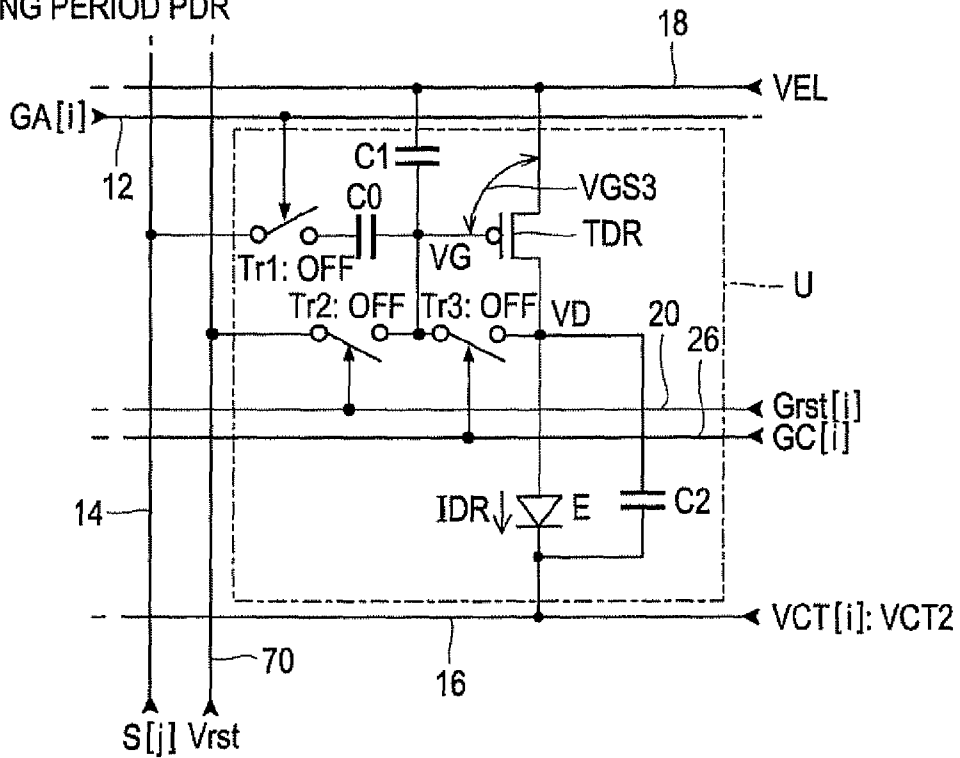 NG PERIOD PDR
18
VEL
GA[i]
12
C1
C0
VGS3
TDR
VG
Tr1: OFF
U
Tr2: OFF
Tr3: OFF
VD
20
26
Grst[i]
GC[i]
14
IDR
E
C2
VCT[i]: VCT2
70
16
S[j]
Vrst